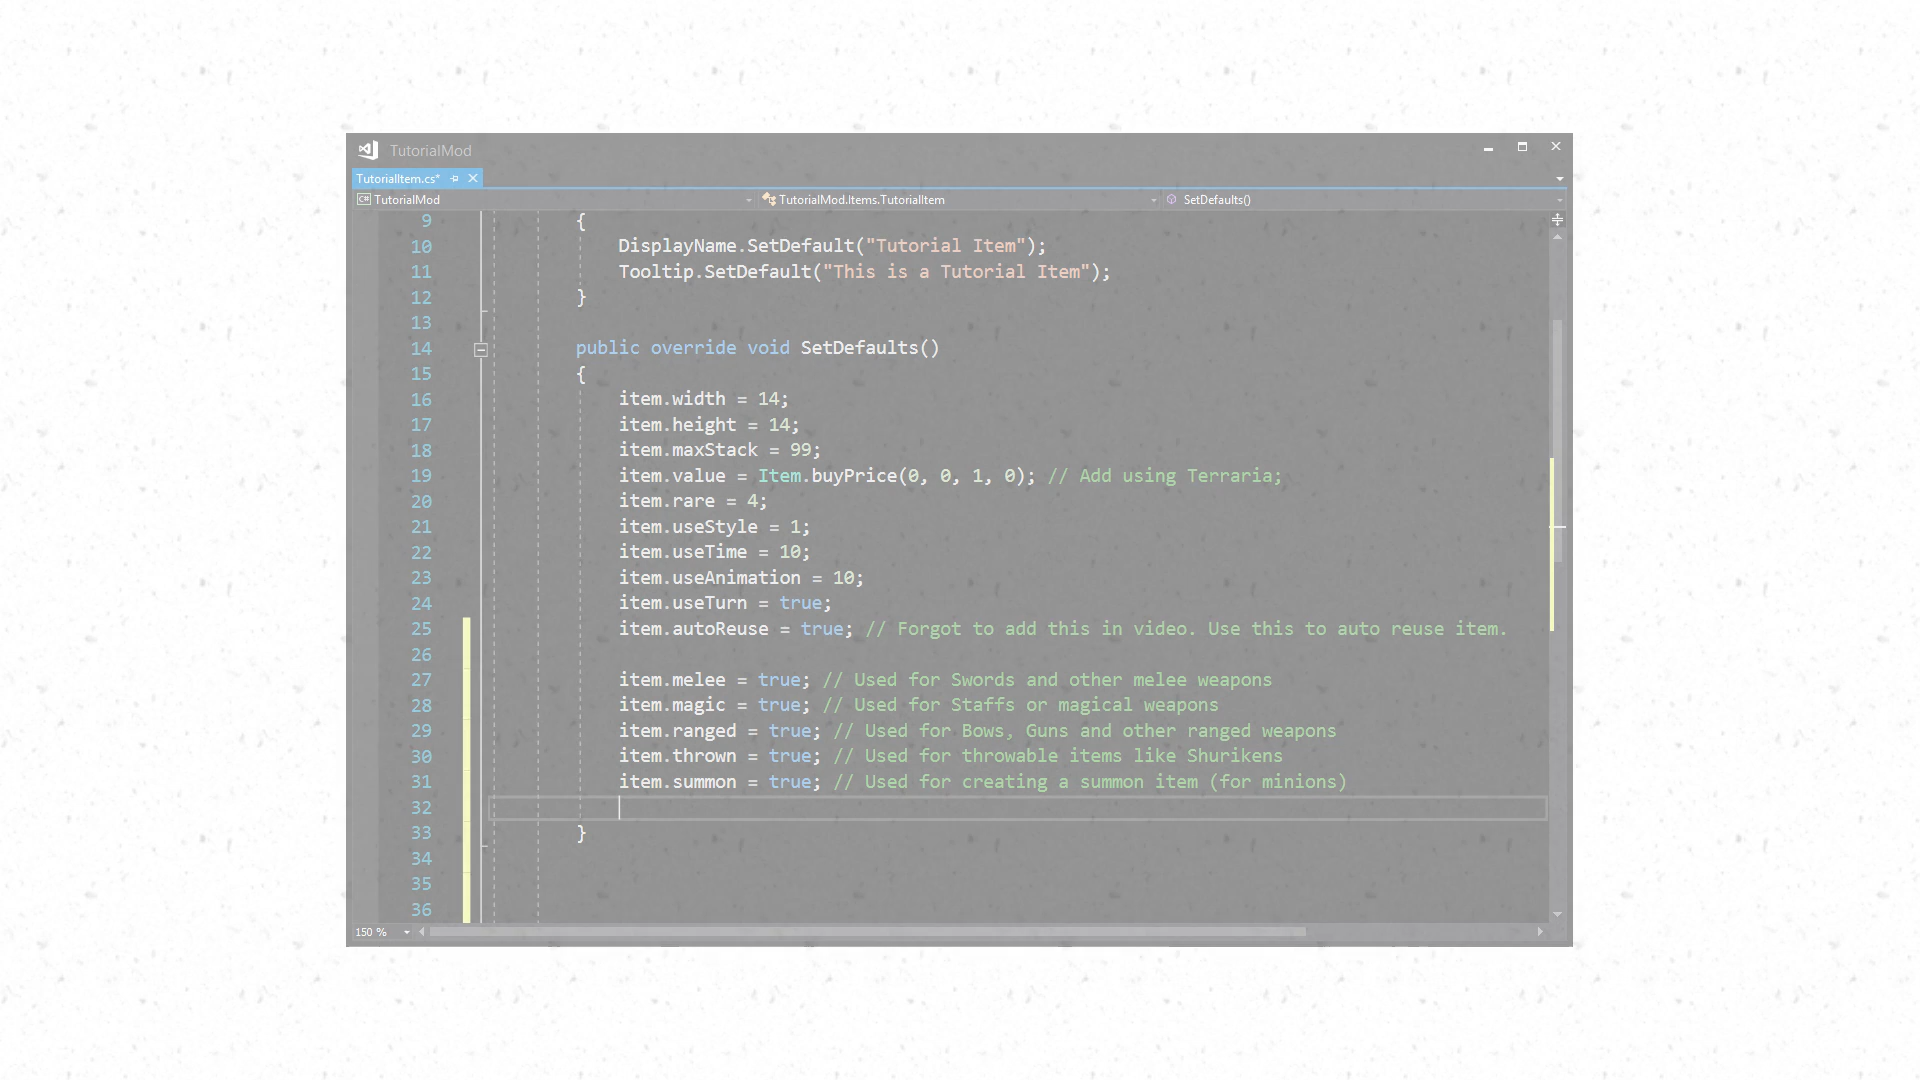 TutorialMod
TutorialItem.cs*
TutorialMod TutorialMod.Items.TutorialItem SetDefaults()
9 {
10 DisplayName.SetDefault("Tutorial Item");
11 Tooltip.SetDefault("This is a Tutorial Item");
12 }
13
14 public override void SetDefaults()
15 {
16 item.width = 14;
17 item.height = 14;
18 item.maxStack = 99;
19 item.value = Item.buyPrice(0, 0, 1, 0); // Add using Terraria;
20 item.rare = 4;
21 item.useStyle = 1;
22 item.useTime = 10;
23 item.useAnimation = 10;
24 item.useTurn = true;
25 item.autoReuse = true; // Forgot to add this in video. Use this to auto reuse item.
26
27 item.melee = true; // Used for Swords and other melee weapons
28 item.magic = true; // Used for Staffs or magical weapons
29 item.ranged = true; // Used for Bows, Guns and other ranged weapons
30 item.thrown = true; // Used for throwable items like Shurikens
31 item.summon = true; // Used for creating a summon item (for minions)
32
33 }
34
35
36
150 %